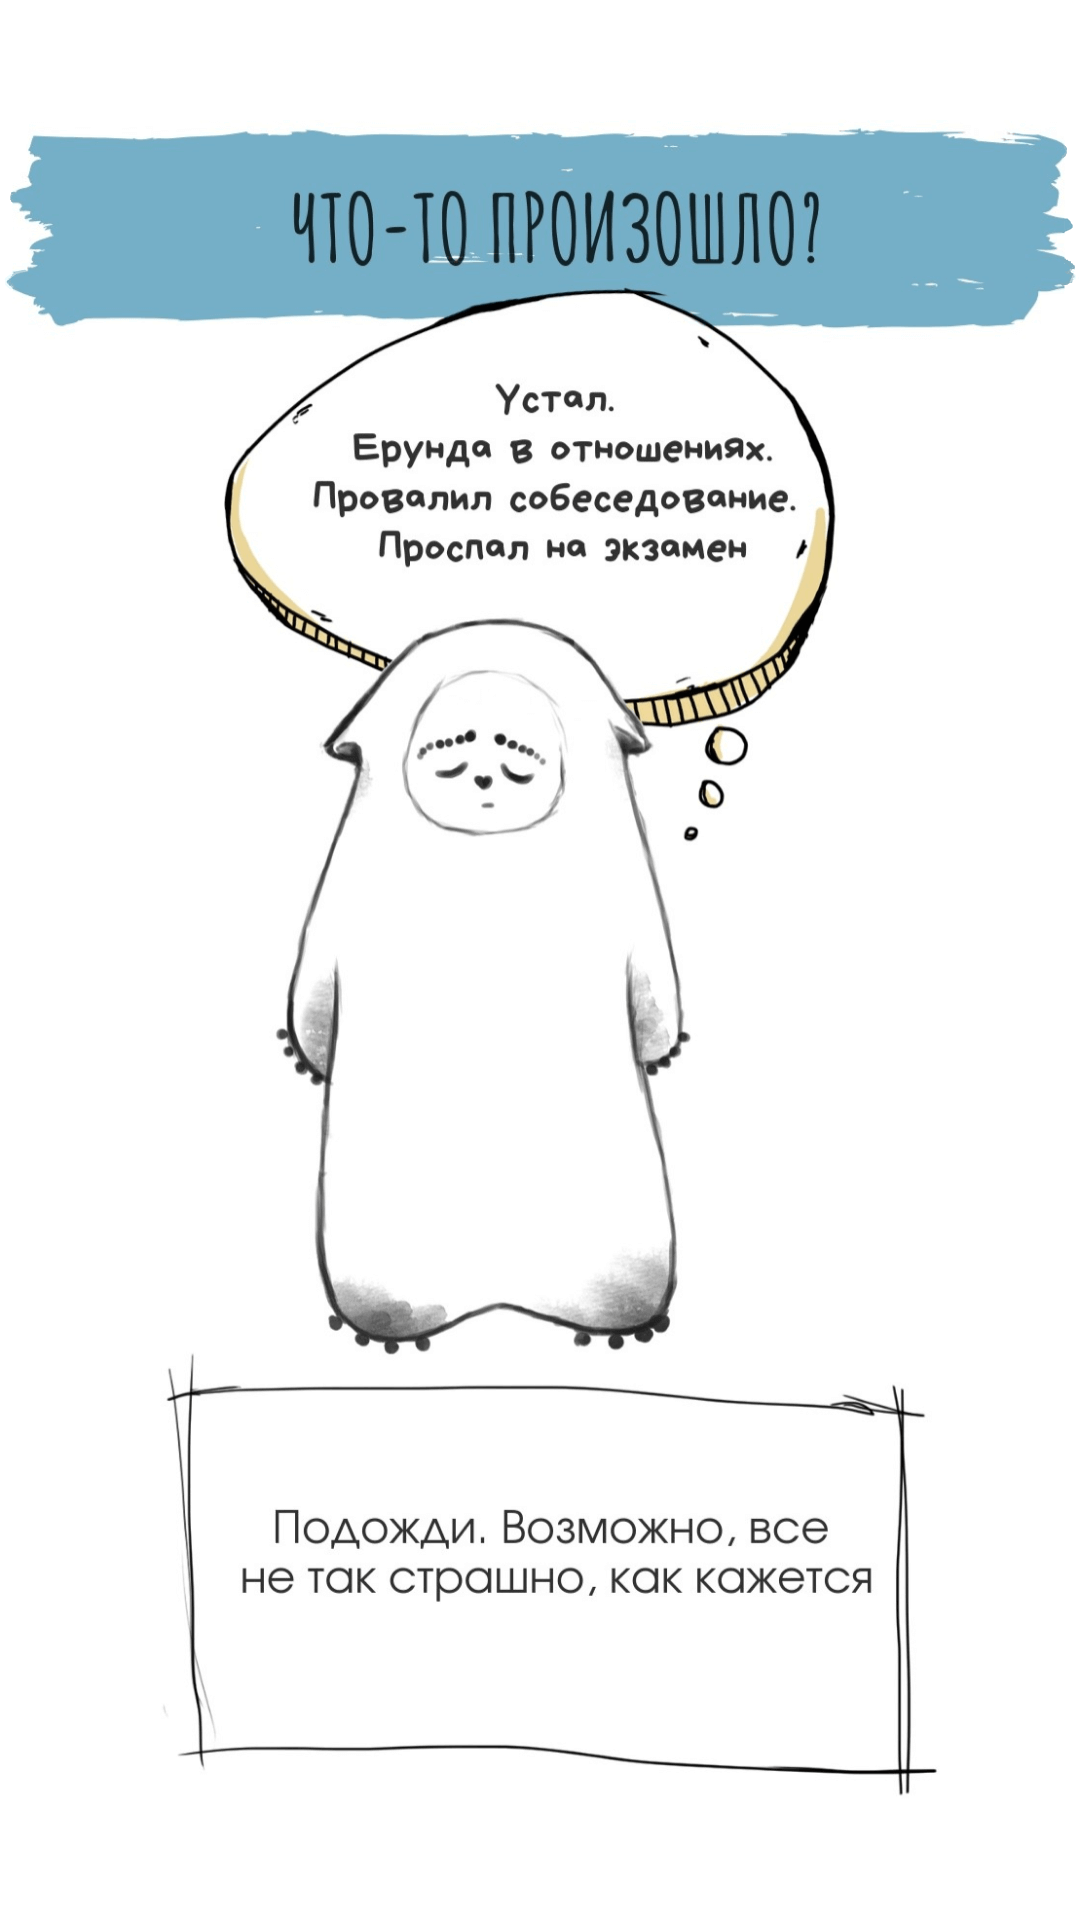 ЧТО-ТО ПРОИЗОШЛО?
Устал.
Ерунда в отношениях.
Провалил собеседование.
Проспал на экзамен
Подожди. Возможно, все
не так страшно, как кажется